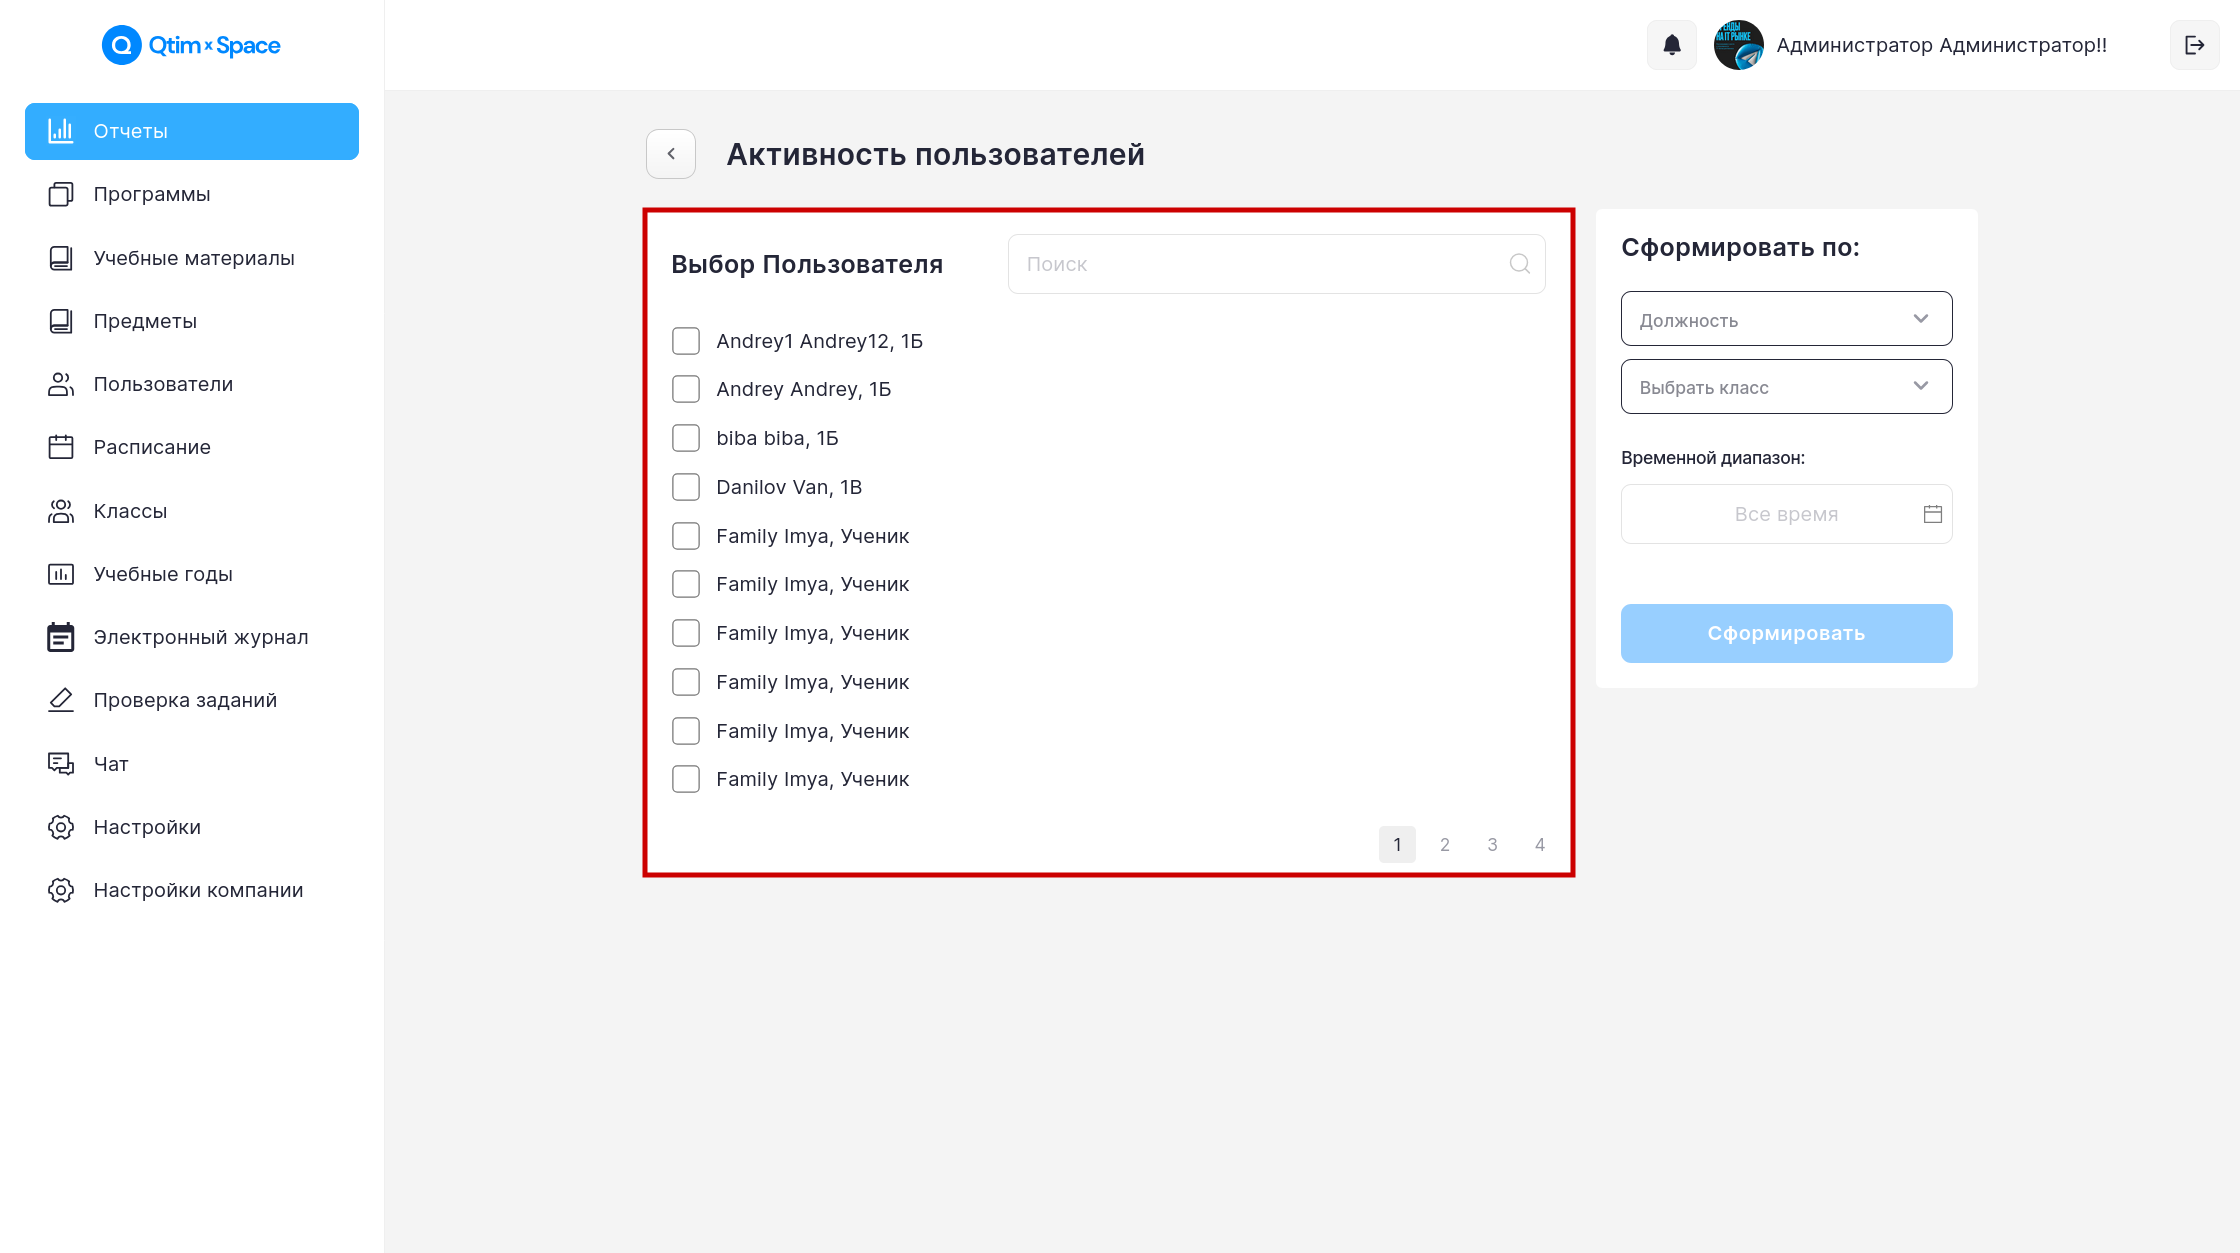 Qtim × Space
Администратор Администратор!!
Отчеты
Программы
Учебные материалы
Предметы
Пользователи
Расписание
Классы
Учебные годы
Электронный журнал
Проверка заданий
Чат
Настройки
Настройки компании
Активность пользователей
Выбор Пользователя
Поиск
Andrey1 Andrey12, 1Б
Andrey Andrey, 1Б
biba biba, 1Б
Danilov Van, 1В
Family Imya, Ученик
Family Imya, Ученик
Family Imya, Ученик
Family Imya, Ученик
Family Imya, Ученик
Family Imya, Ученик
1 2 3 4
Сформировать по:
Должность
Выбрать класс
Временной диапазон:
Все время
Сформировать